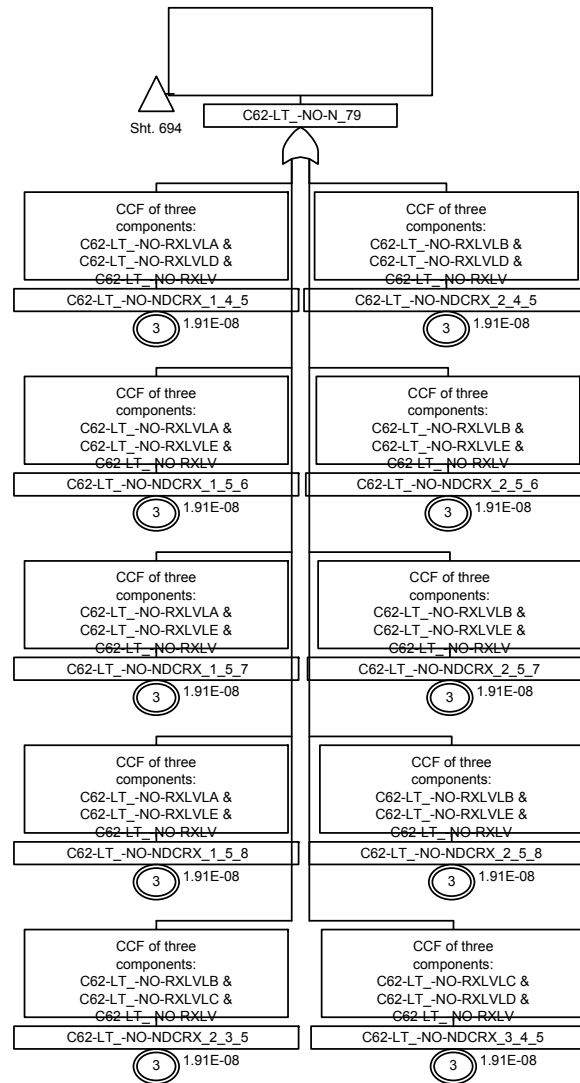 C62-LT_-NO-N_79
Sht. 694
CCF of three
components:
C62-LT_-NO-RXLVLA &
C62-LT_-NO-RXLVLD &
C62-LT_-NO-RXLV
C62-LT_-NO-NDCRX_1_4_5
3
1.91E-08
CCF of three
components:
C62-LT_-NO-RXLVLB &
C62-LT_-NO-RXLVLD &
C62-LT_-NO-RXLV
C62-LT_-NO-NDCRX_2_4_5
3
1.91E-08
CCF of three
components:
C62-LT_-NO-RXLVLA &
C62-LT_-NO-RXLVLE &
C62-LT_-NO-RXLV
C62-LT_-NO-NDCRX_1_5_6
3
1.91E-08
CCF of three
components:
C62-LT_-NO-RXLVLB &
C62-LT_-NO-RXLVLE &
C62-LT_-NO-RXLV
C62-LT_-NO-NDCRX_2_5_6
3
1.91E-08
CCF of three
components:
C62-LT_-NO-RXLVLA &
C62-LT_-NO-RXLVLE &
C62-LT_-NO-RXLV
C62-LT_-NO-NDCRX_1_5_7
3
1.91E-08
CCF of three
components:
C62-LT_-NO-RXLVLB &
C62-LT_-NO-RXLVLE &
C62-LT_-NO-RXLV
C62-LT_-NO-NDCRX_2_5_7
3
1.91E-08
CCF of three
components:
C62-LT_-NO-RXLVLA &
C62-LT_-NO-RXLVLE &
C62-LT_-NO-RXLV
C62-LT_-NO-NDCRX_1_5_8
3
1.91E-08
CCF of three
components:
C62-LT_-NO-RXLVLB &
C62-LT_-NO-RXLVLE &
C62-LT_-NO-RXLV
C62-LT_-NO-NDCRX_2_5_8
3
1.91E-08
CCF of three
components:
C62-LT_-NO-RXLVLB &
C62-LT_-NO-RXLVLC &
C62-LT_-NO-RXLV
C62-LT_-NO-NDCRX_2_3_5
3
1.91E-08
CCF of three
components:
C62-LT_-NO-RXLVLC &
C62-LT_-NO-RXLVLD &
C62-LT_-NO-RXLV
C62-LT_-NO-NDCRX_3_4_5
3
1.91E-08